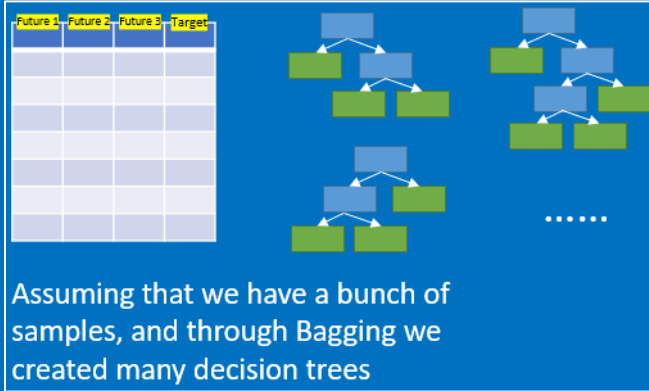 Future 1 Future 2 Future 3 Target
......
Assuming that we have a bunch of
samples, and through Bagging we
created many decision trees